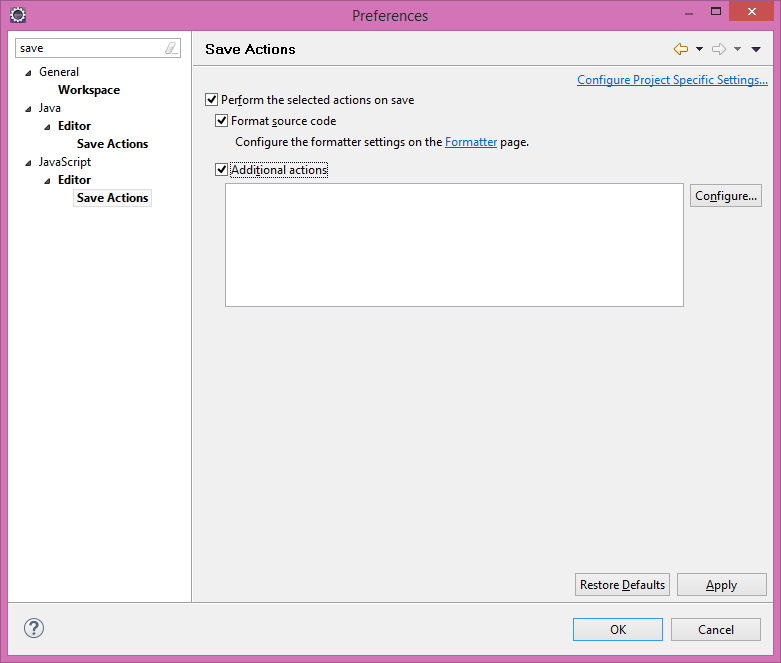 Preferences
save
Save Actions
Configure Project Specific Settings...
General
Workspace
Java
Editor
Save Actions
JavaScript
Editor
Save Actions
Perform the selected actions on save
Format source code
Configure the formatter settings on the Formatter page.
Additional actions
Configure...
Restore Defaults
Apply
?
OK
Cancel